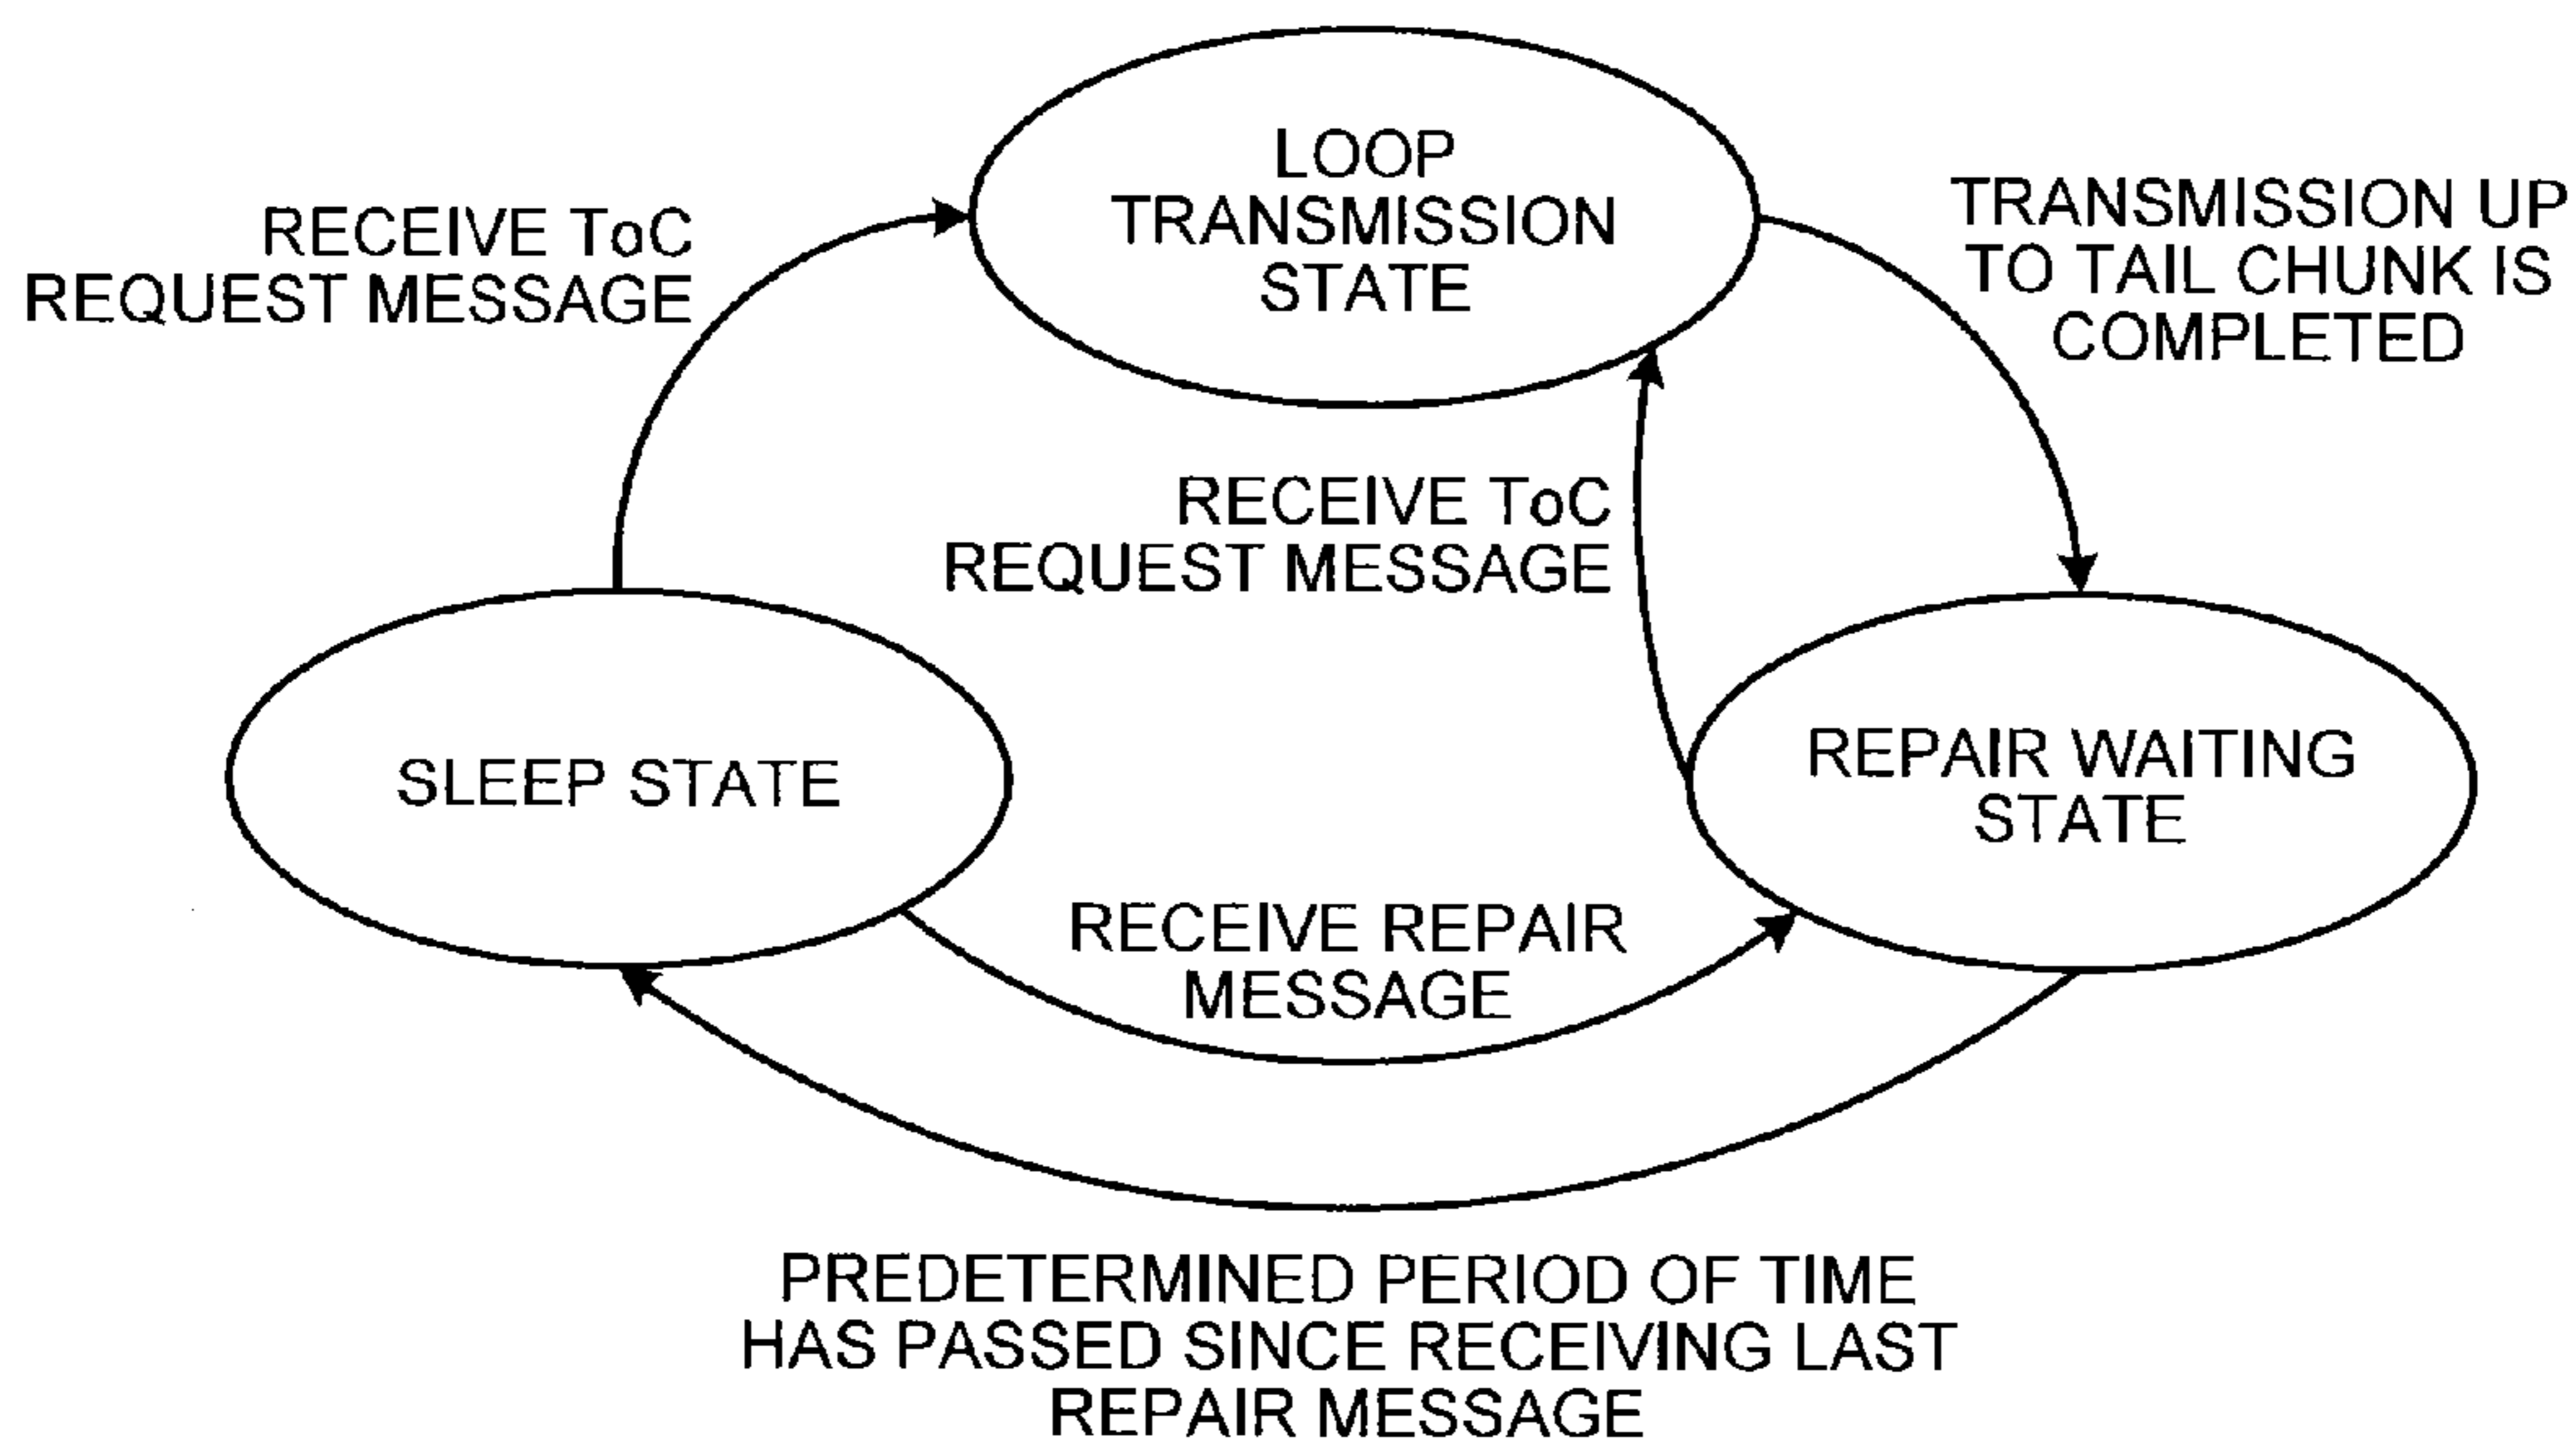 LOOP
TRANSMISSION
STATE
RECEIVE ToC
REQUEST MESSAGE
TRANSMISSION UP
TO TAIL CHUNK IS
COMPLETED
RECEIVE ToC
REQUEST MESSAGE
SLEEP STATE
REPAIR WAITING
STATE
RECEIVE REPAIR
MESSAGE
PREDETERMINED PERIOD OF TIME
HAS PASSED SINCE RECEIVING LAST
REPAIR MESSAGE